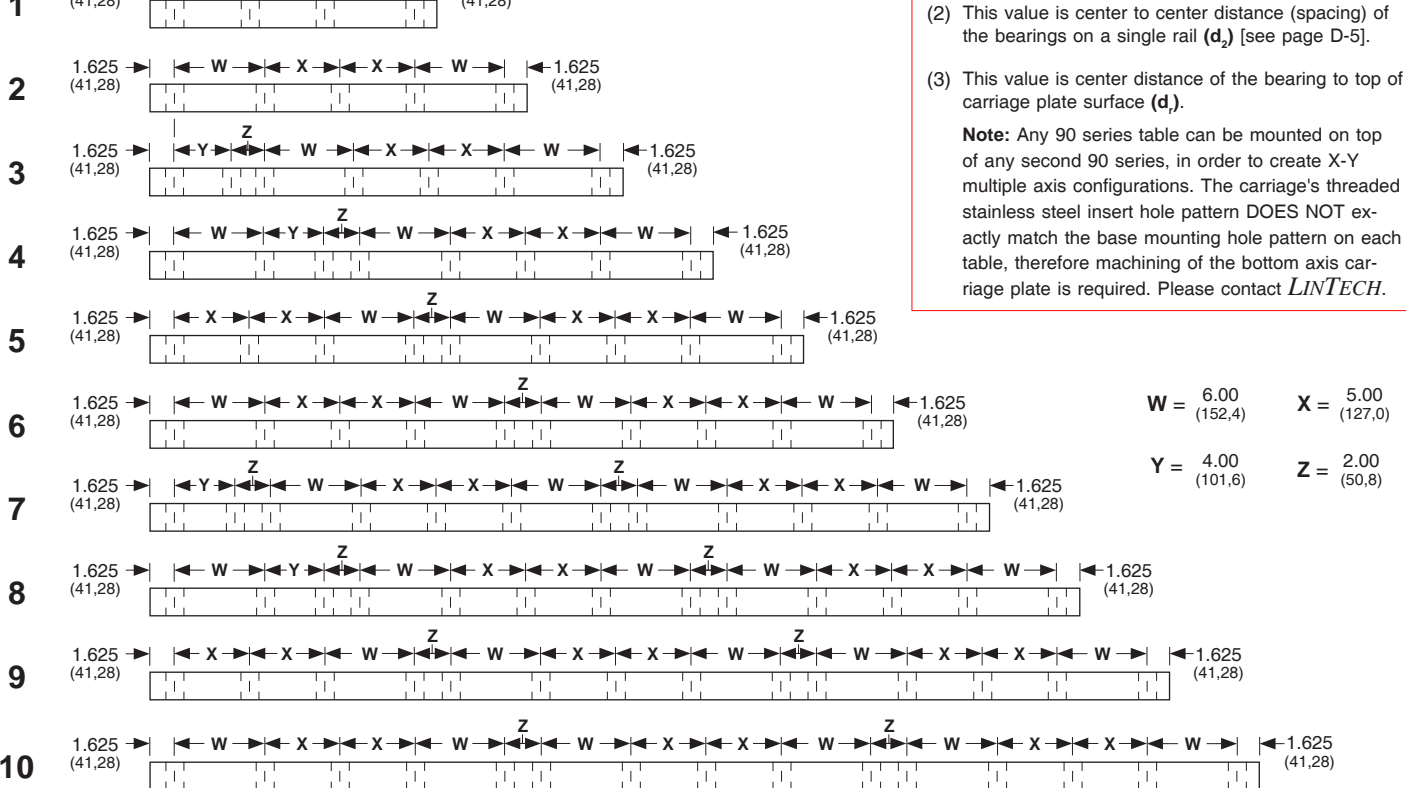 1
(41,28)
(41,28)
(2) This value is center to center distance (spacing) of
the bearings on a single rail (d₂) [see page D-5].
(3) This value is center distance of the bearing to top of
carriage plate surface (dᵣ).
Note: Any 90 series table can be mounted on top
of any second 90 series, in order to create X-Y
multiple axis configurations. The carriage's threaded
stainless steel insert hole pattern DOES NOT ex-
actly match the base mounting hole pattern on each
table, therefore machining of the bottom axis car-
riage plate is required. Please contact LINTECH.
2
1.625 W X X W 1.625
(41,28) (41,28)
Z
3
1.625 Y W X X W 1.625
(41,28) (41,28)
Z
4
1.625 W Y W X X W 1.625
(41,28) (41,28)
Z
5
1.625 X X W W X X W 1.625
(41,28) (41,28)
Z
6
1.625 W X X W W X X W 1.625
(41,28) (41,28)
W = 6.00 X = 5.00
(152,4) (127,0)
Y = 4.00 Z = 2.00
(101,6) (50,8)
Z Z
7
1.625 Y W X X W W X X W 1.625
(41,28) (41,28)
Z Z
8
1.625 W Y W X X W W X X W 1.625
(41,28) (41,28)
Z Z
9
1.625 X X W W X X W W X X W 1.625
(41,28) (41,28)
Z Z
10
1.625 W X X W W X X W W X X W 1.625
(41,28) (41,28)